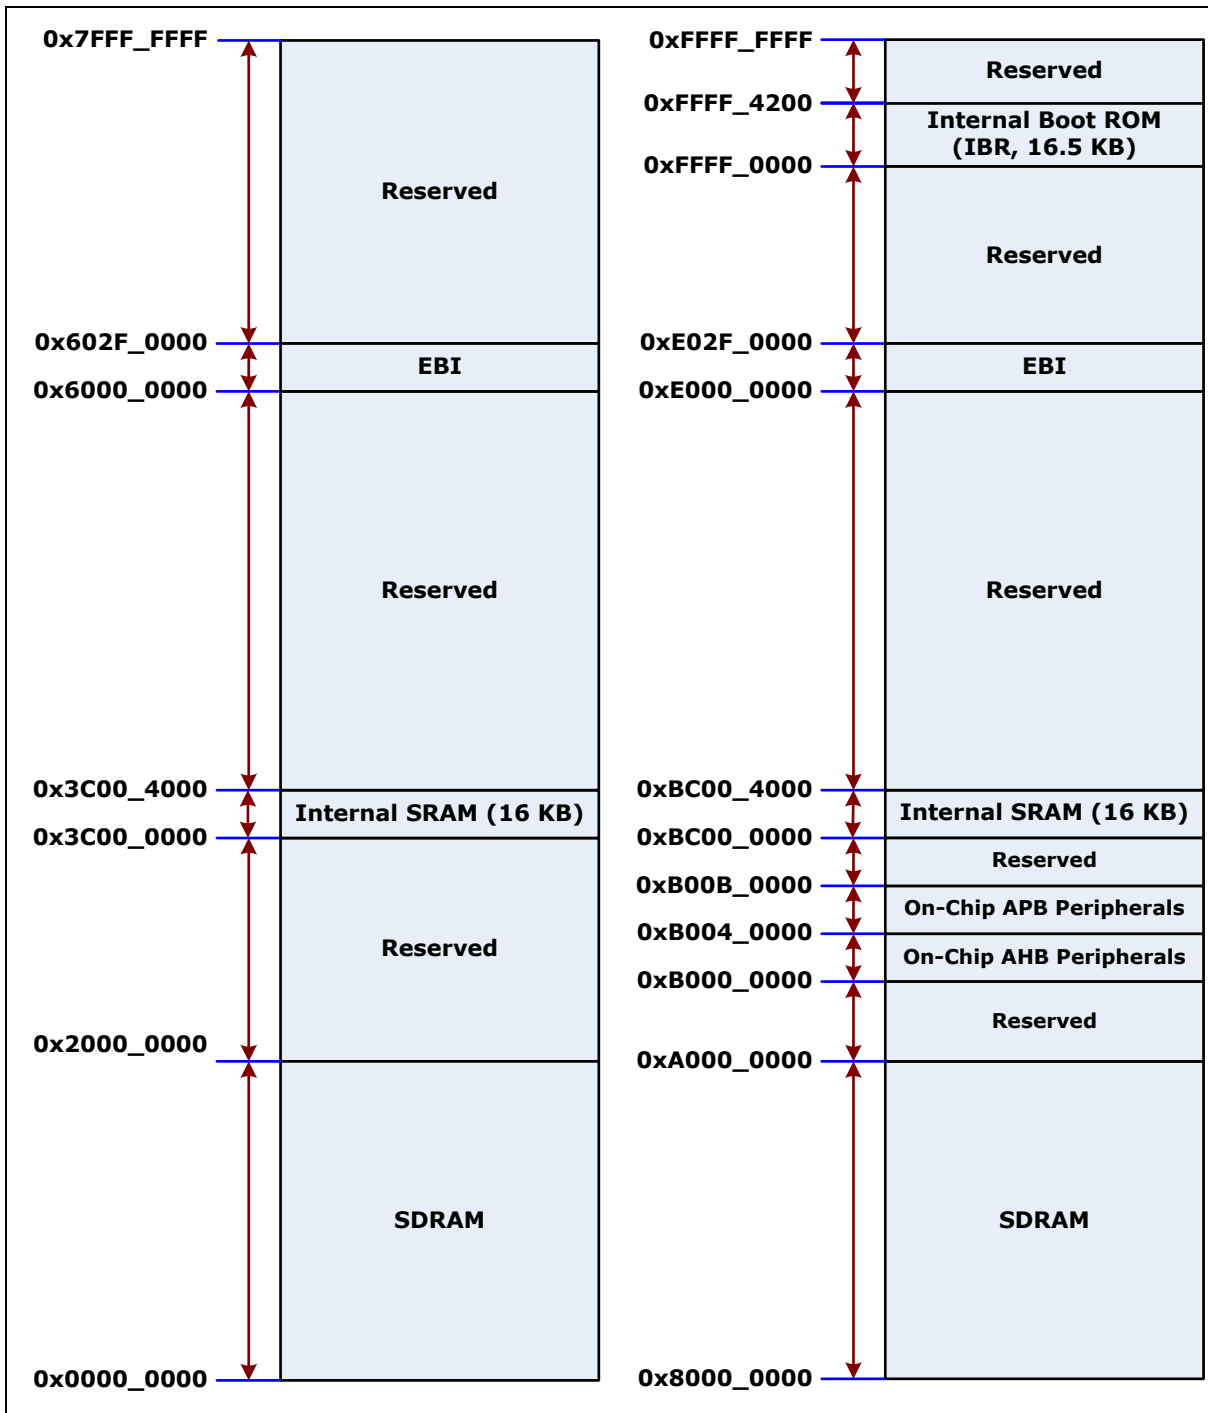 0x7FFF_FFFF
Reserved
0x602F_0000
EBI
0x6000_0000
Reserved
0x3C00_4000
Internal SRAM (16 KB)
0x3C00_0000
Reserved
0x2000_0000
SDRAM
0x0000_0000
0xFFFF_FFFF
Reserved
0xFFFF_4200
Internal Boot ROM
(IBR, 16.5 KB)
0xFFFF_0000
Reserved
0xE02F_0000
EBI
0xE000_0000
Reserved
0xBC00_4000
Internal SRAM (16 KB)
0xBC00_0000
Reserved
0xB00B_0000
On-Chip APB Peripherals
0xB004_0000
On-Chip AHB Peripherals
0xB000_0000
Reserved
0xA000_0000
SDRAM
0x8000_0000